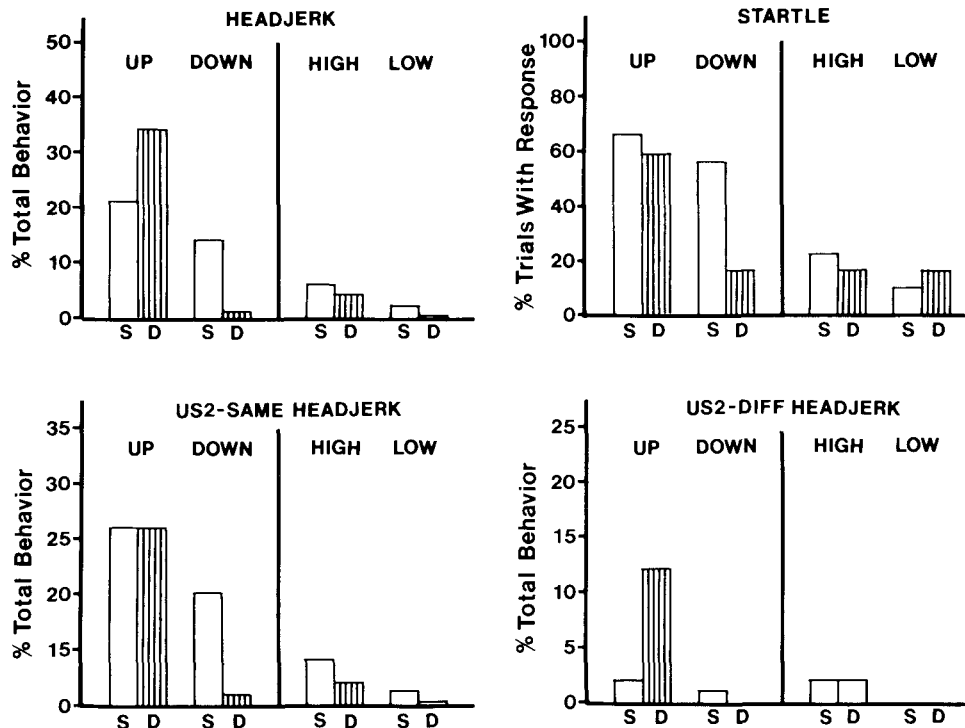 HEADJERK
UP DOWN HIGH LOW
50
40
30
20
10
0
% Total Behavior
S D S D S D S D
STARTLE
UP DOWN HIGH LOW
100
80
60
40
20
0
% Trials With Response
S D S D S D S D
US2-SAME HEADJERK
UP DOWN HIGH LOW
35
30
25
20
15
0
% Total Behavior
S D S D S D S D
US2-DIFF HEADJERK
UP DOWN HIGH LOW
25
20
15
10
5
0
% Total Behavior
S D S D S D S D